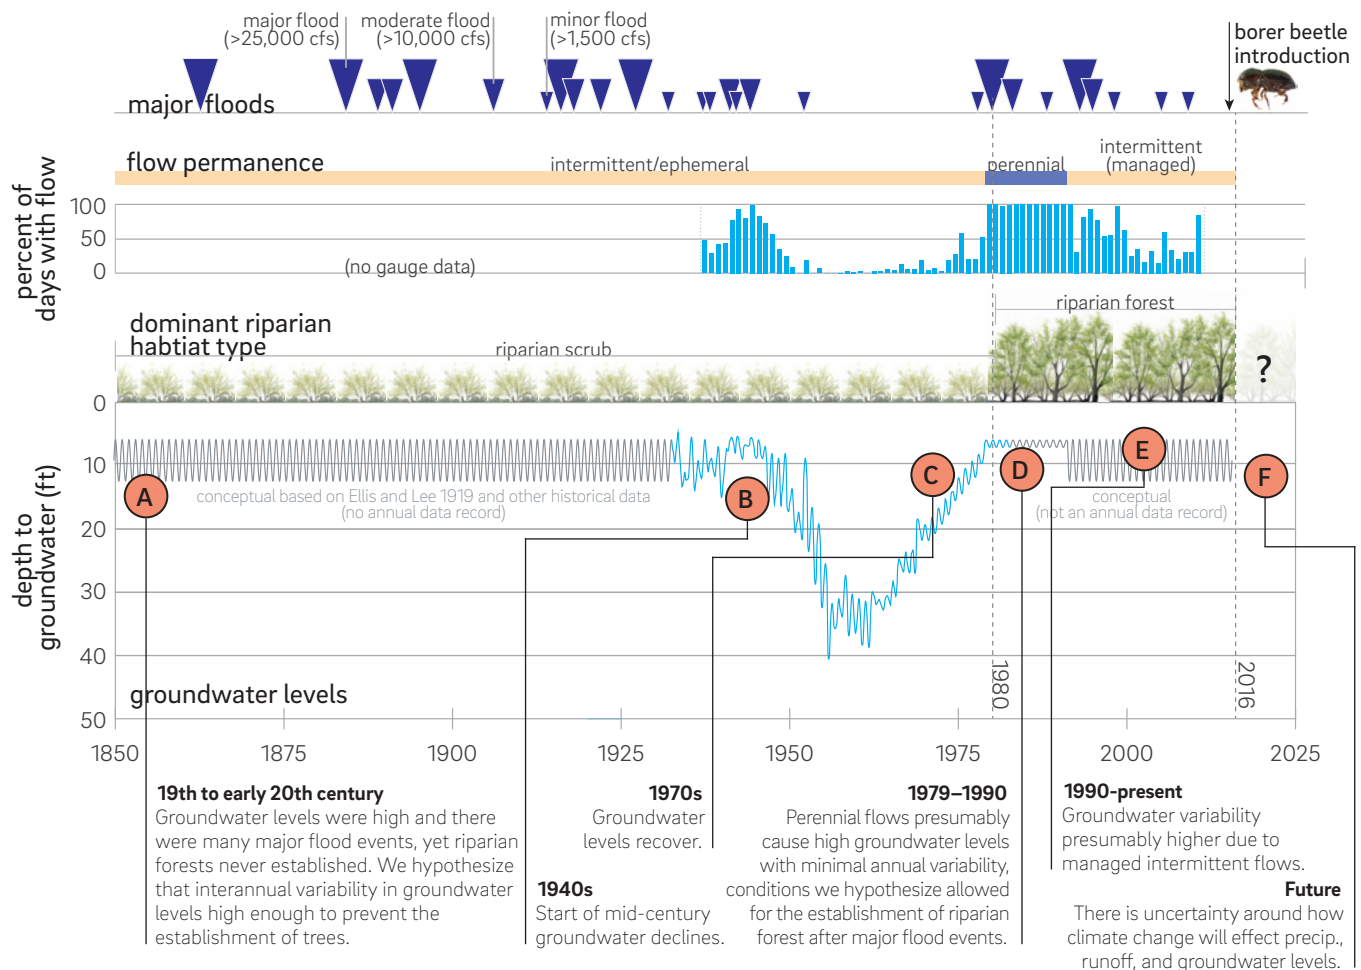 major flood
(>25,000 cfs)
moderate flood
(>10,000 cfs)
minor flood
(>1,500 cfs)
borer beetle
introduction
major floods
flow permanence
intermittent/ephemeral
perennial
intermittent
(managed)
percent of
days with flow
100
50
0
(no gauge data)
dominant riparian
habtiat type
riparian scrub
riparian forest
?
depth to
groundwater (ft)
0
10
20
30
40
50
A
B
C
D
E
F
conceptual based on Ellis and Lee 1919 and other historical data
(no annual data record)
conceptual
(not an annual data record)
groundwater levels
1980
2016
1850
1875
1900
1925
1950
1975
2000
2025
19th to early 20th century
Groundwater levels were high and there
were many major flood events, yet riparian
forests never established. We hypothesize
that interannual variability in groundwater
levels high enough to prevent the
establishment of trees.
1940s
Start of mid-century
groundwater declines.
1970s
Groundwater
levels recover.
1979–1990
Perennial flows presumably
cause high groundwater levels
with minimal annual variability,
conditions we hypothesize allowed
for the establishment of riparian
forest after major flood events.
1990-present
Groundwater variability
presumably higher due to
managed intermittent flows.
Future
There is uncertainty around how
climate change will effect precip.,
runoff, and groundwater levels.